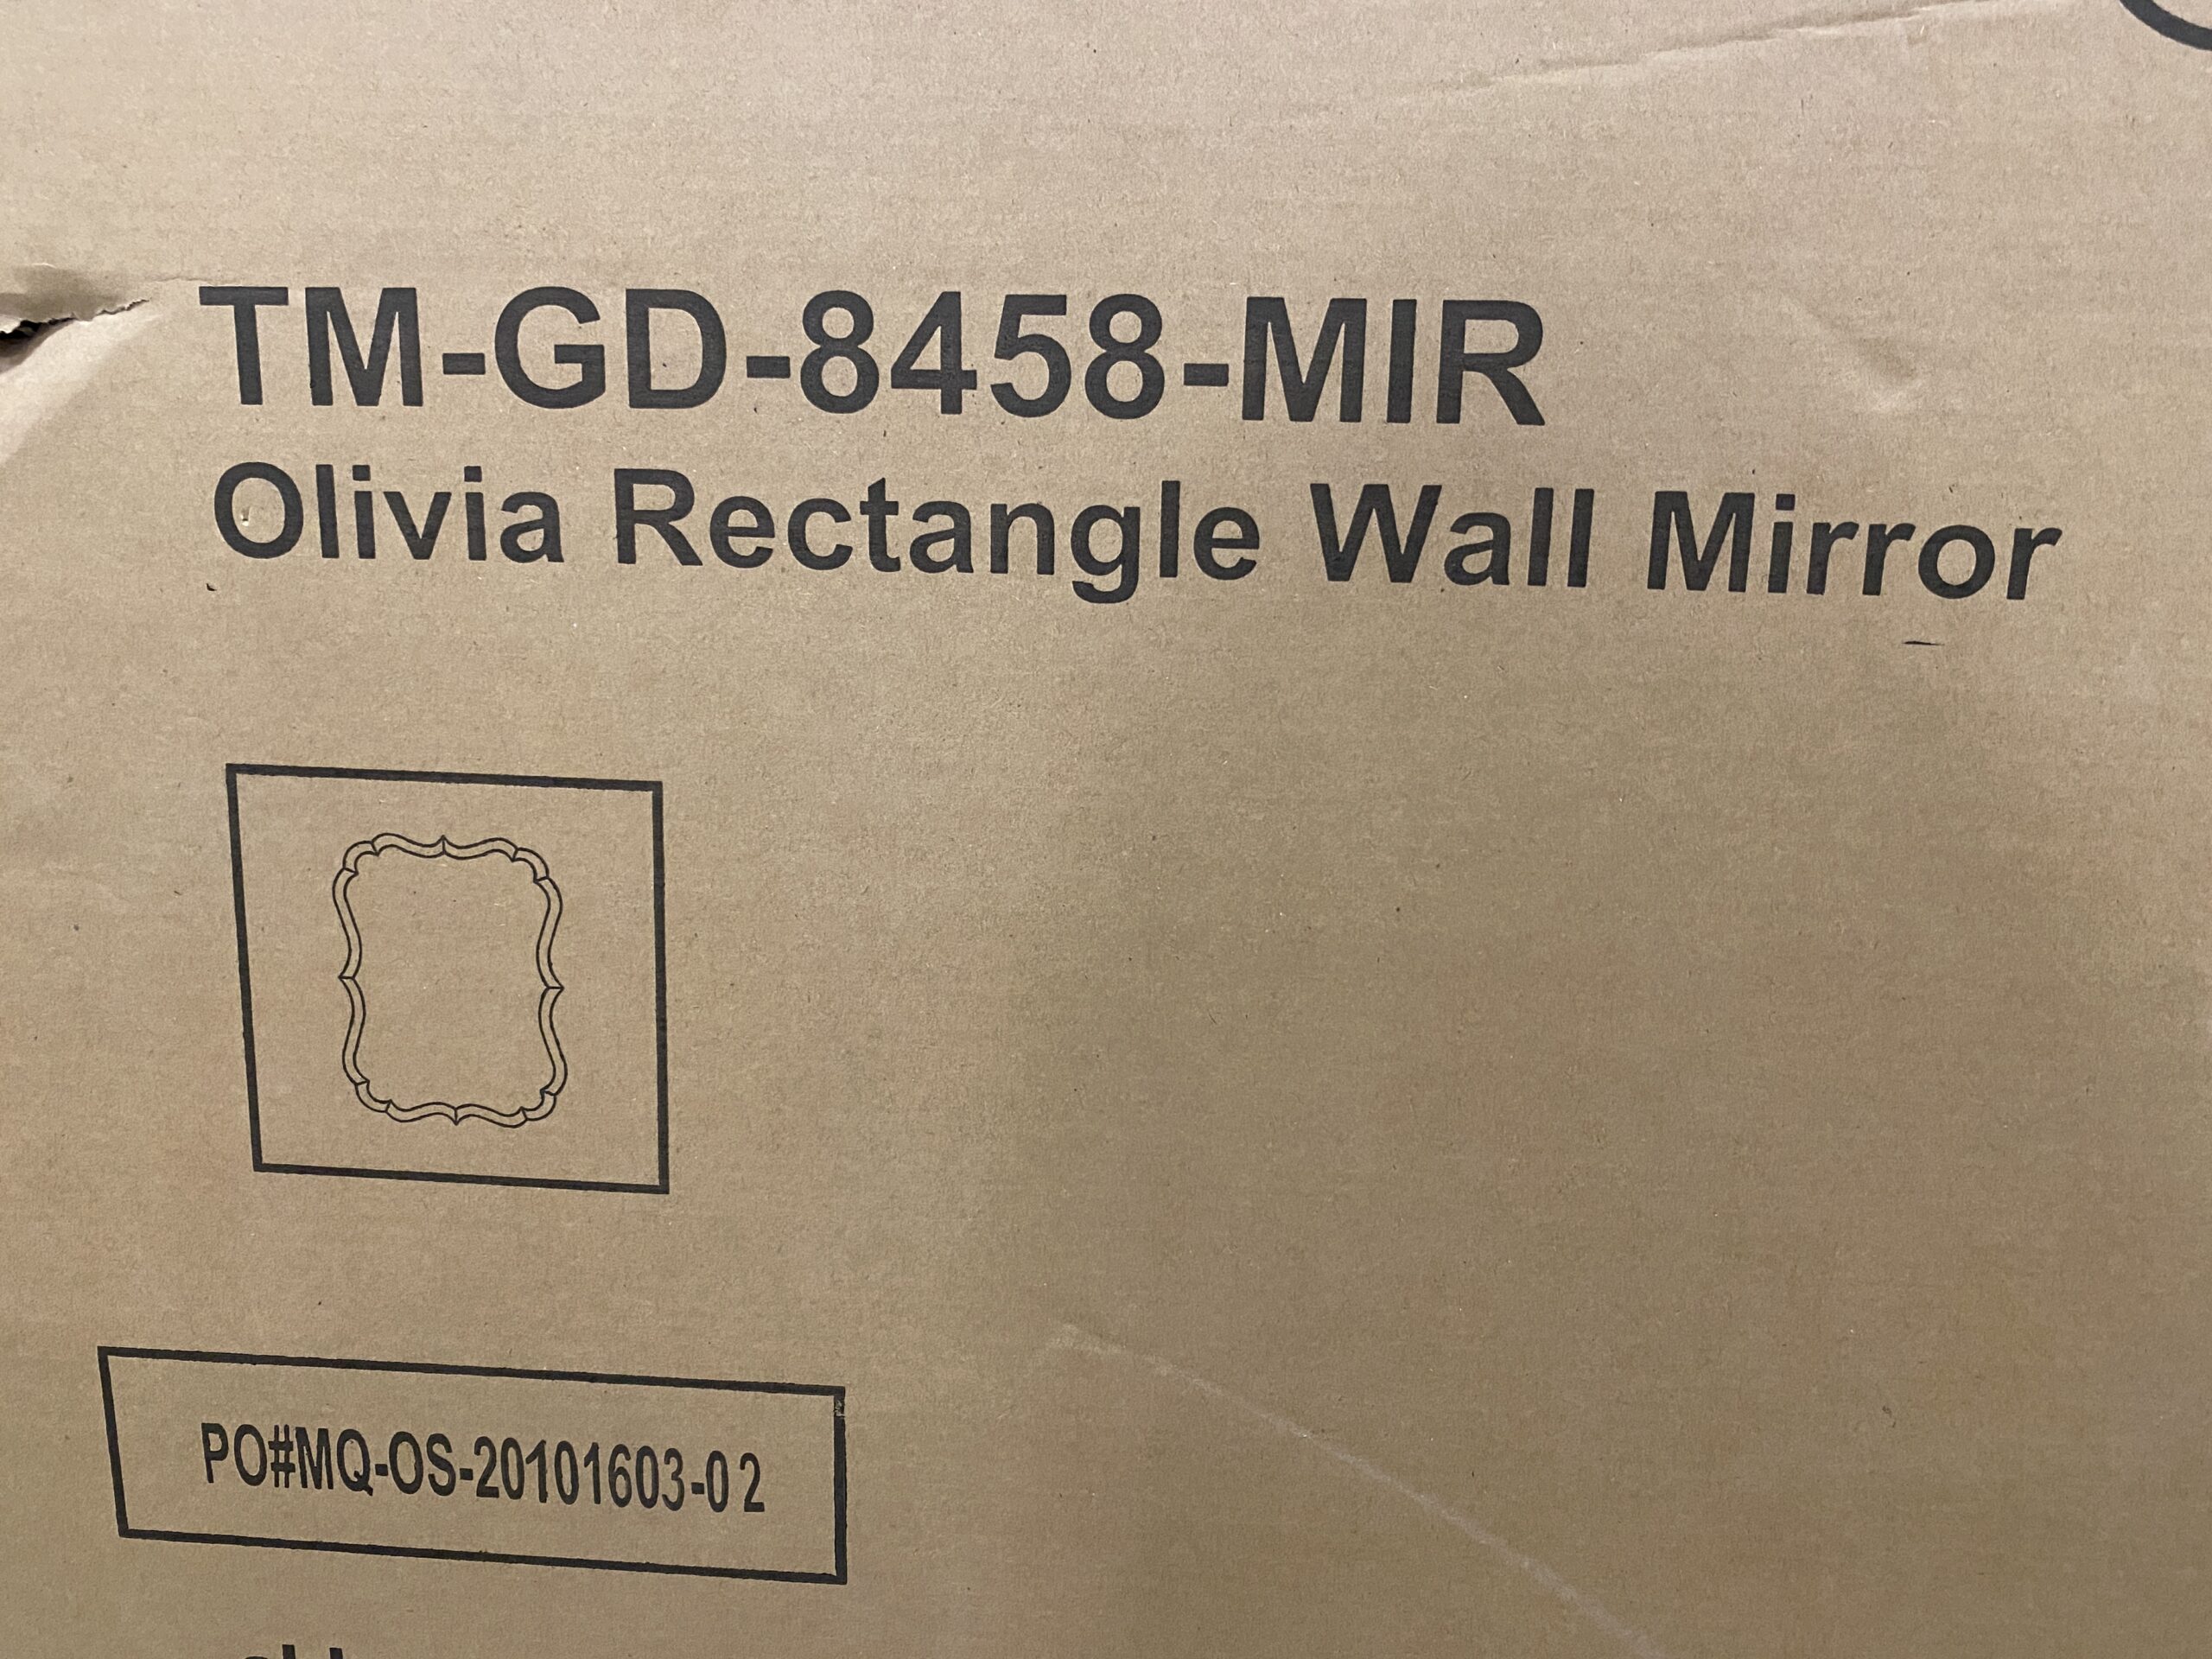 TM-GD-8458-MIR
Olivia Rectangle Wall Mirror
PO#MQ-OS-20101603-02